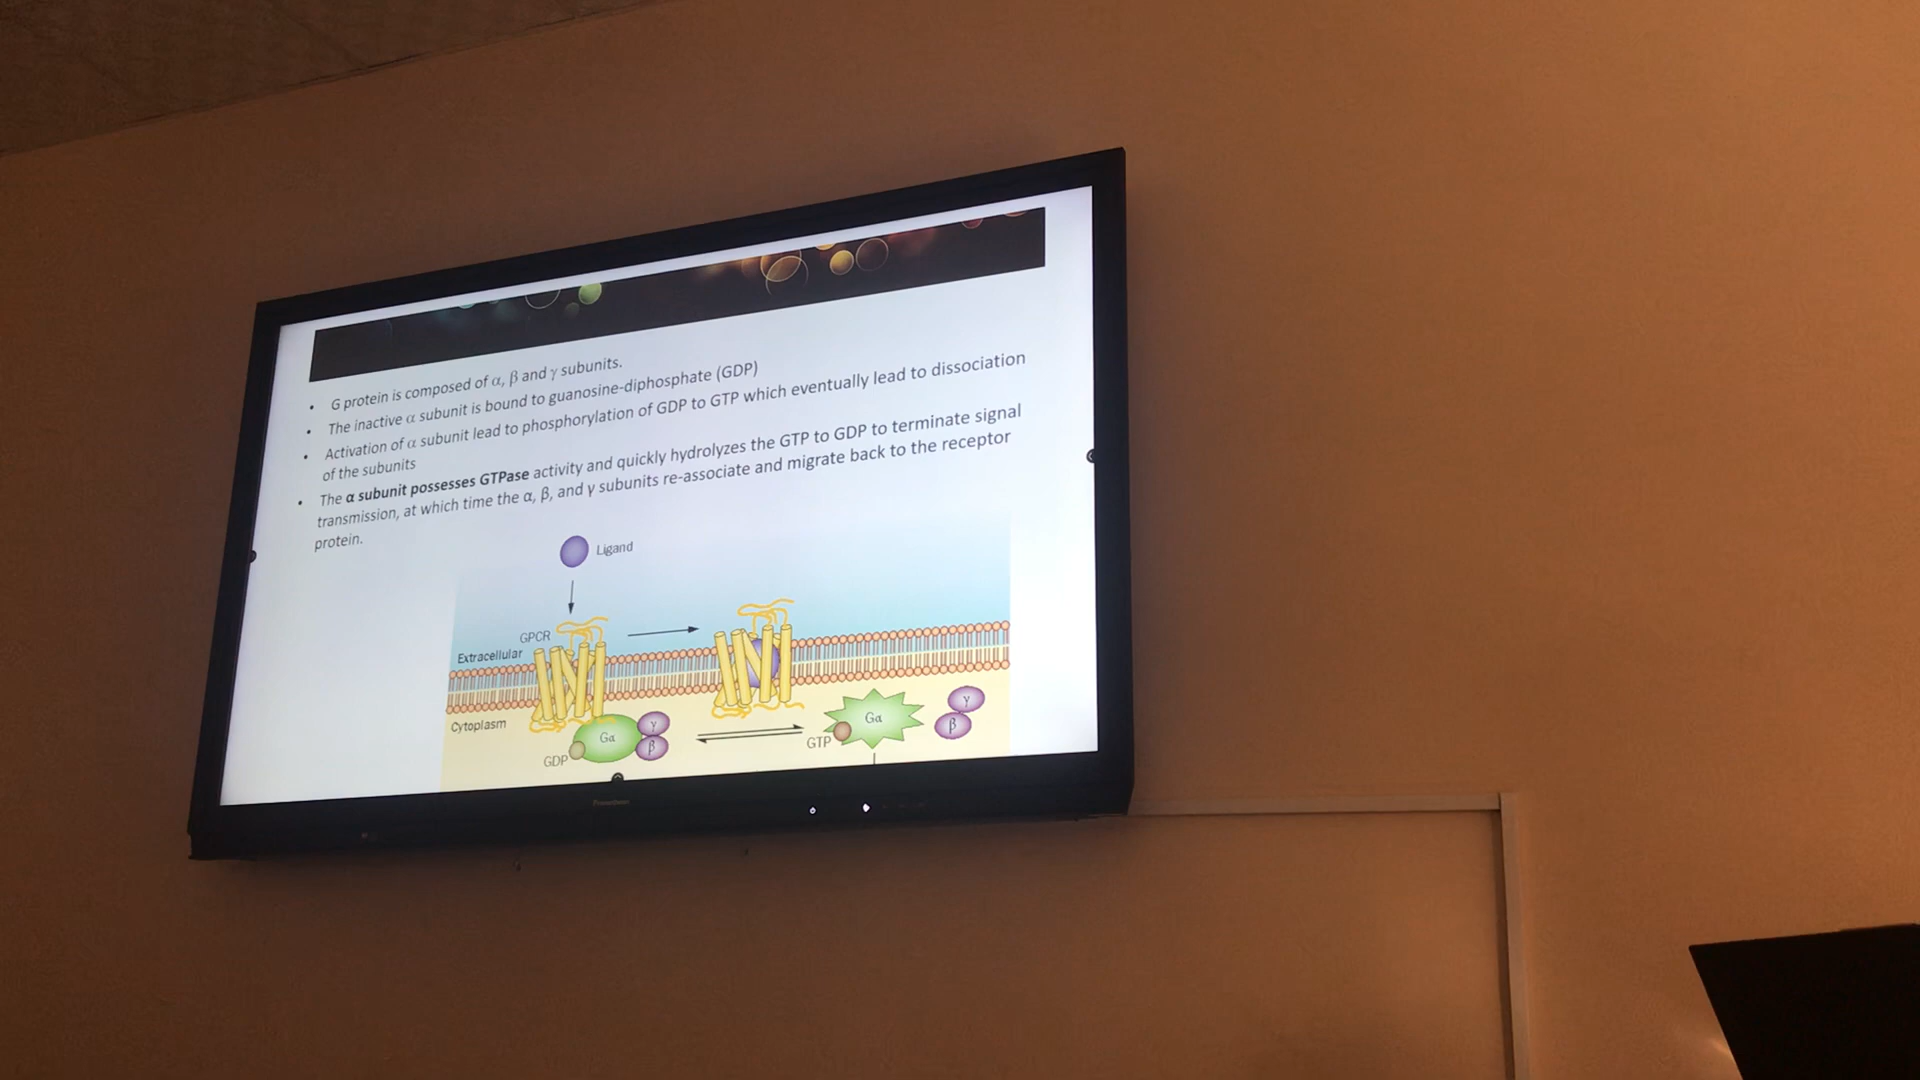 • G protein is composed of α, β and γ subunits.
• The inactive α subunit is bound to guanosine-diphosphate (GDP)
• Activation of α subunit lead to phosphorylation of GDP to GTP which eventually lead to dissociation
of the subunits
• The α subunit possesses GTPase activity and quickly hydrolyzes the GTP to GDP to terminate signal
transmission, at which time the α, β, and γ subunits re-associate and migrate back to the receptor
protein.
Ligand
GPCR
Extracellular
Cytoplasm
Gα
γ
β
GDP
GTP
Gα
γ
β
Promethean